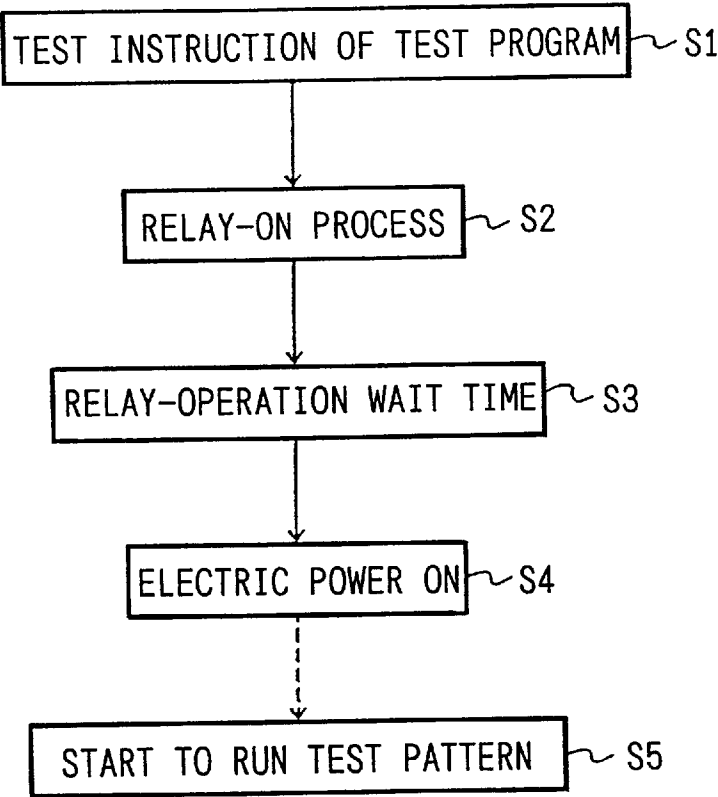 TEST INSTRUCTION OF TEST PROGRAM S1
RELAY-ON PROCESS S2
RELAY-OPERATION WAIT TIME S3
ELECTRIC POWER ON S4
START TO RUN TEST PATTERN S5